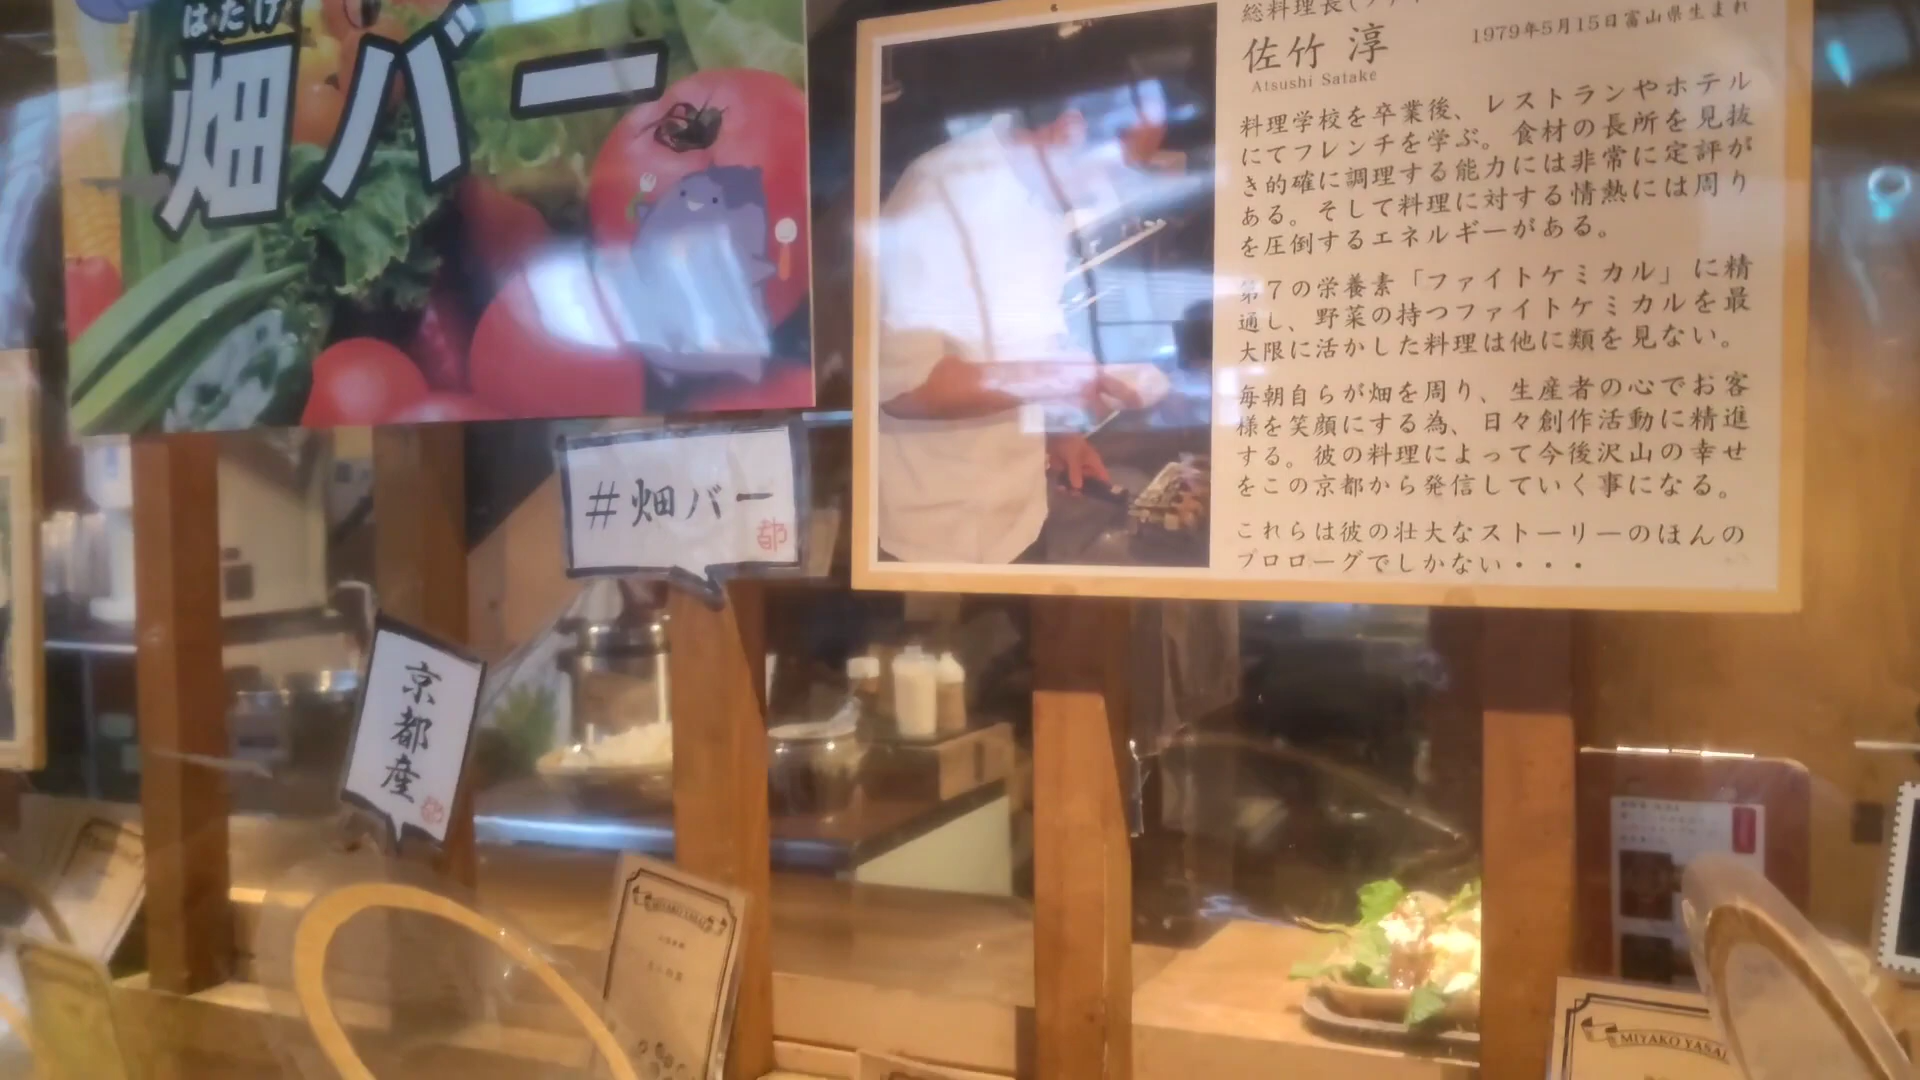 はたけ
畑バー
総料理長
佐竹 淳
1979年5月15日富山県生まれ
Atsushi Satake
料理学校を卒業後、レストランやホテル
にてフレンチを学ぶ。食材の長所を見抜
き的確に調理する能力には非常に定評が
ある。そして料理に対する情熱には周り
を圧倒するエネルギーがある。
第7の栄養素「ファイトケミカル」に精
通し、野菜の持つファイトケミカルを最
大限に活かした料理は他に類を見ない。
毎朝自らが畑を周り、生産者の心でお客
様を笑顔にする為、日々創作活動に精進
する。彼の料理によって今後沢山の幸せ
をこの京都から発信していく事になる。
これらは彼の壮大なストーリーのほんの
プロローグでしかない・・・
#畑バー
都
京都産
MIYAKO YASAI
MIYAKO YASAI